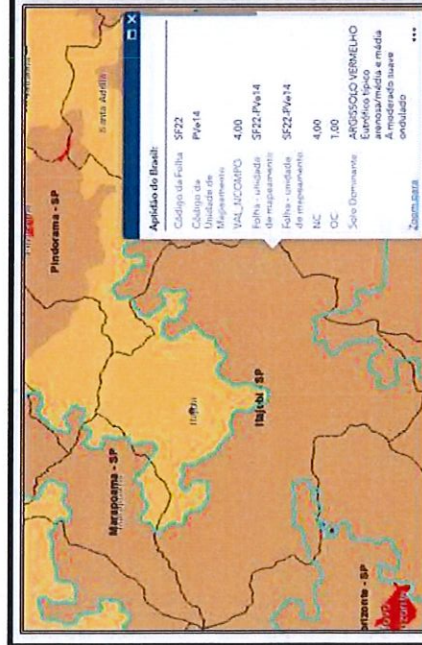 Pindorama - SP
Santa Adélia
Marapoama - SP
Itajobi
Itajobi - SP
orizonte - SP
Novo
rizonte
Aptidão do Brasil:
Código da Folha SF22
Código da Unidade de Mapeamento PVe14
VAL_NCOMPO 4,00
Folha - unidade de mapeamento SF22-PVe14
Folha - unidade de mapeamento SF22-PVe14
NC 4,00
OC 1,00
Solo Dominante ARGISSOLO VERMELHO
Eutrófico típico
arenosa/média e média
A moderado suave
ondulado
Zoom para
•••